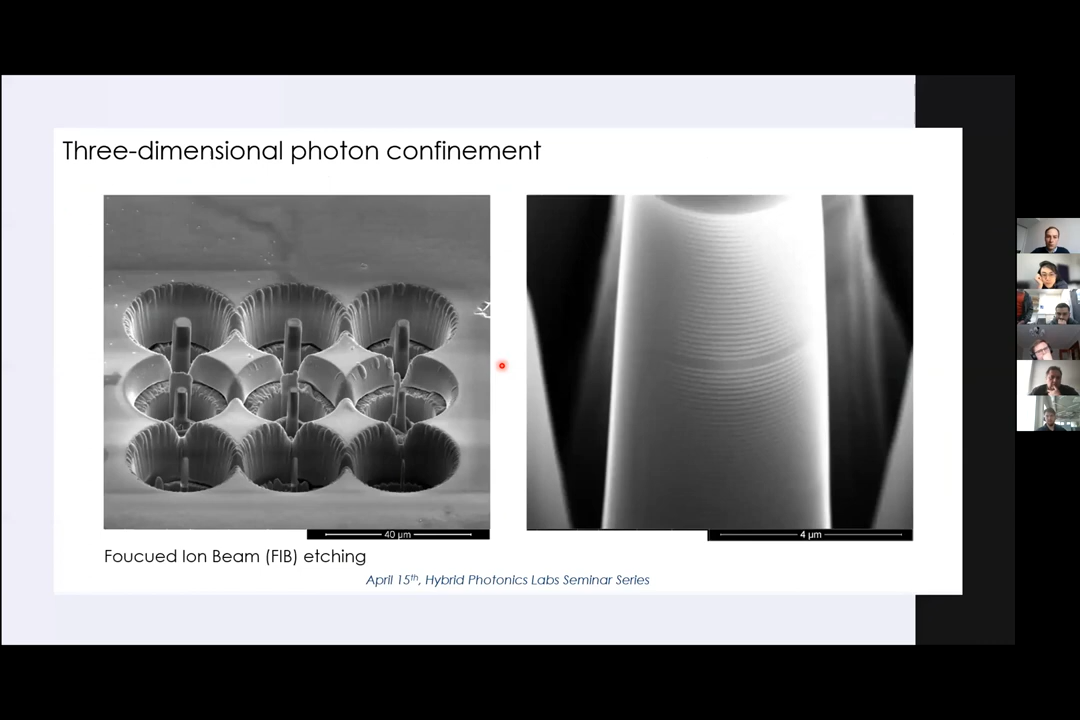 Three-dimensional photon confinement
40 µm
4 µm
Foucued Ion Beam (FIB) etching
April 15th, Hybrid Photonics Labs Seminar Series